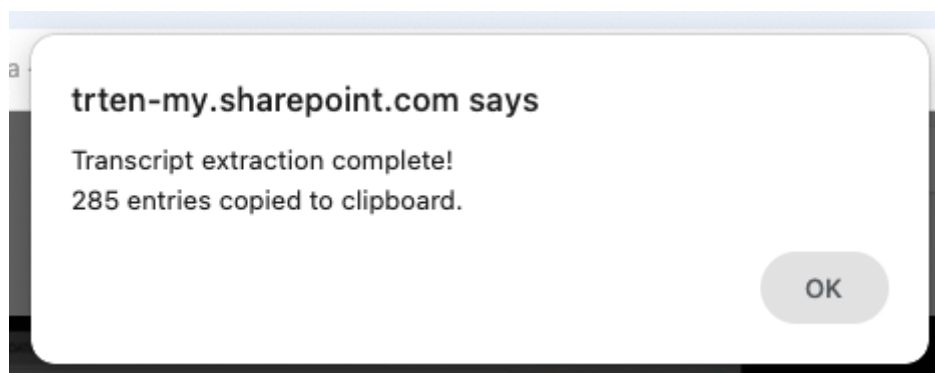 a
trten-my.sharepoint.com says
Transcript extraction complete!
285 entries copied to clipboard.
OK